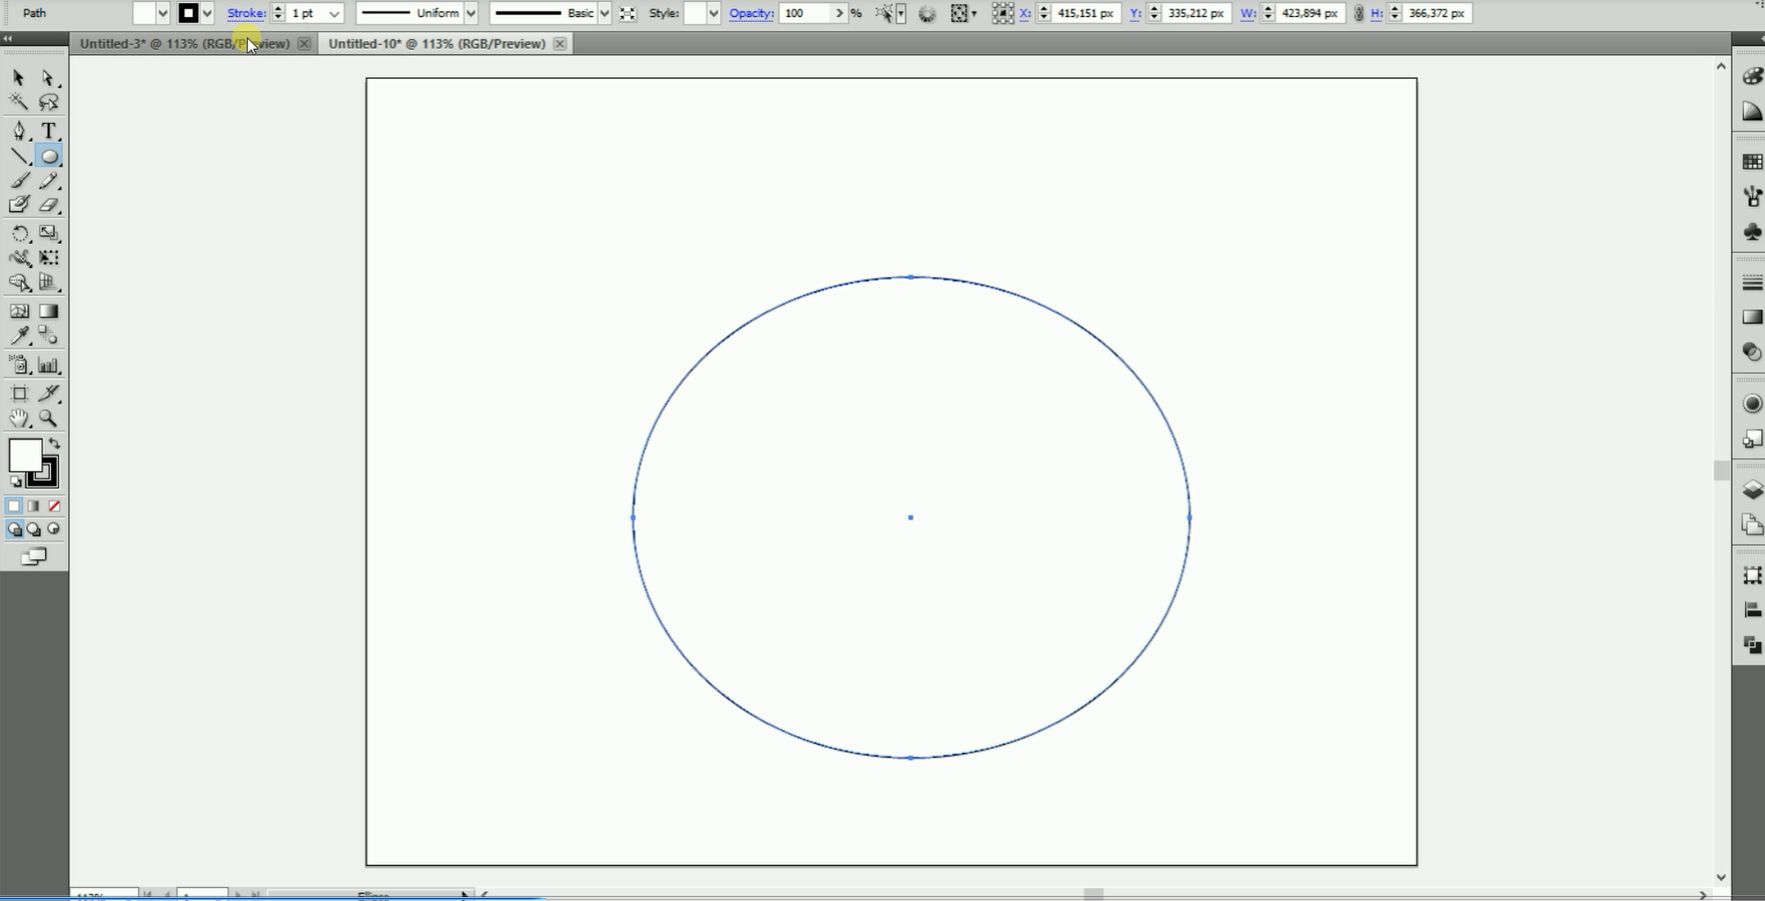 Path Stroke: 1 pt Uniform Basic Style: Opacity: 100 % X: 415,151 px Y: 335,212 px W: 423,894 px H: 366,372 px
Untitled-3* @ 113% (RGB/Preview) Untitled-10* @ 113% (RGB/Preview)
T